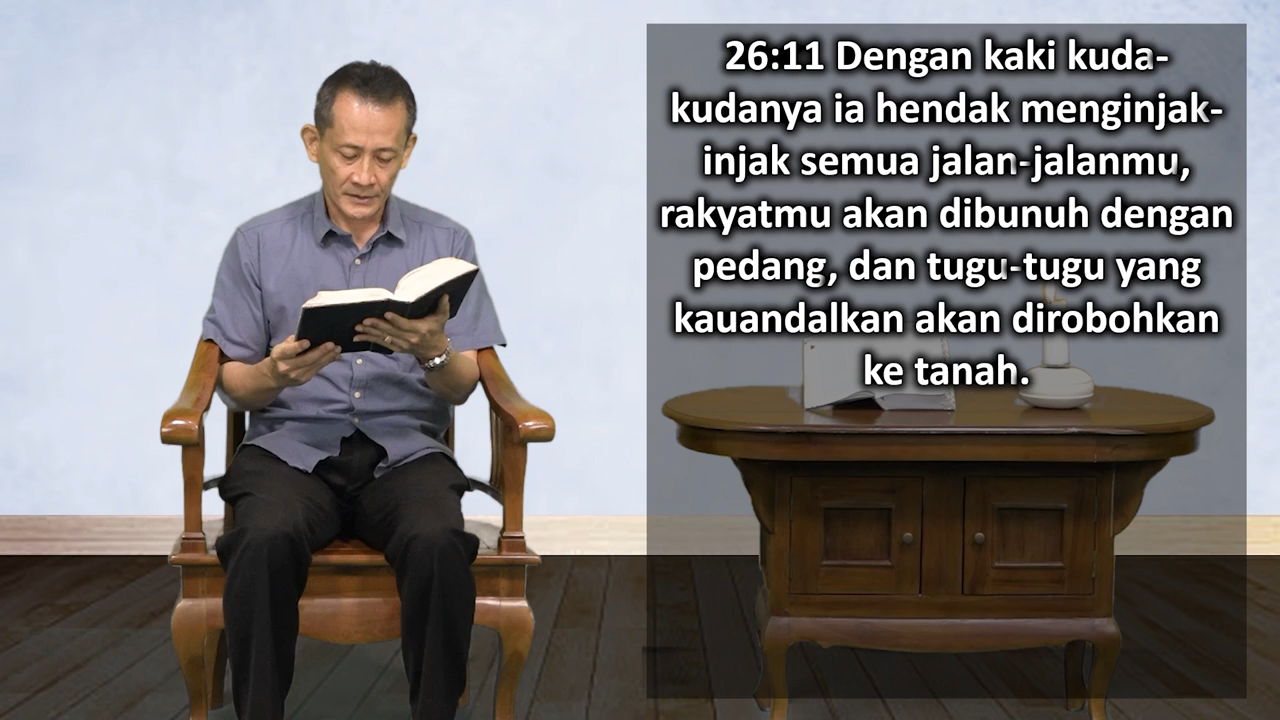 26:11 Dengan kaki kuda-
kudanya ia hendak menginjak-
injak semua jalan-jalanmu,
rakyatmu akan dibunuh dengan
pedang, dan tugu-tugu yang
kauandalkan akan dirobohkan
ke tanah.